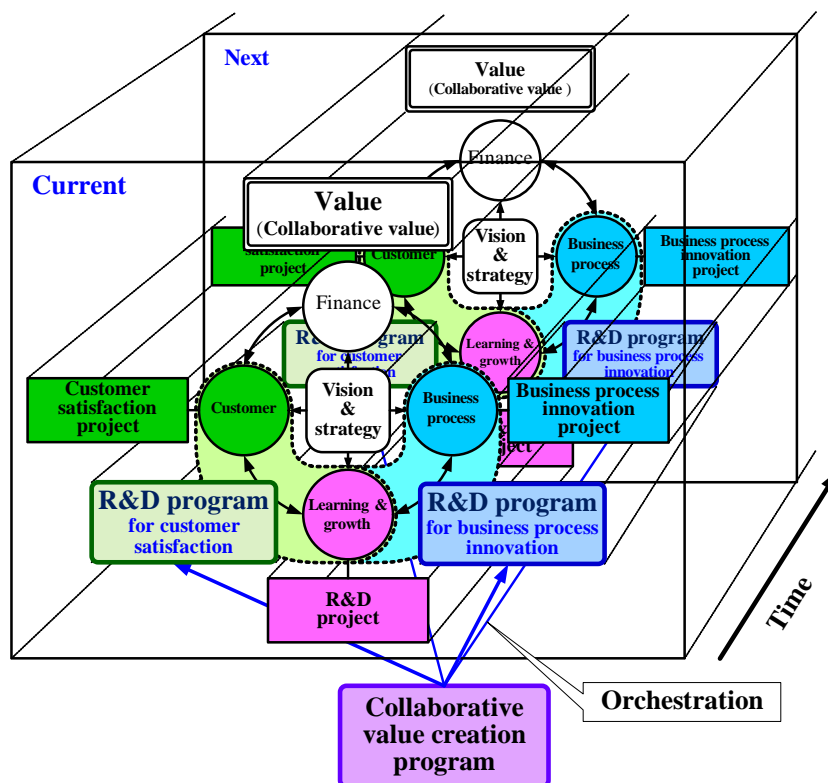 Next
Value
(Collaborative value )
Finance
Current
Value
(Collaborative value)
satisfaction
project
Customer
Vision
&
strategy
Business
process
Business process
innovation
project
Finance
R&D program
for customer
Learning &
growth
R&D program
for business process
innovation
Customer
satisfaction
project
Customer
Vision
&
strategy
Business
process
Business process
innovation
project
R&D program
for customer
satisfaction
Learning &
growth
R&D program
for business process
innovation
R&D
project
Time
Orchestration
Collaborative
value creation
program